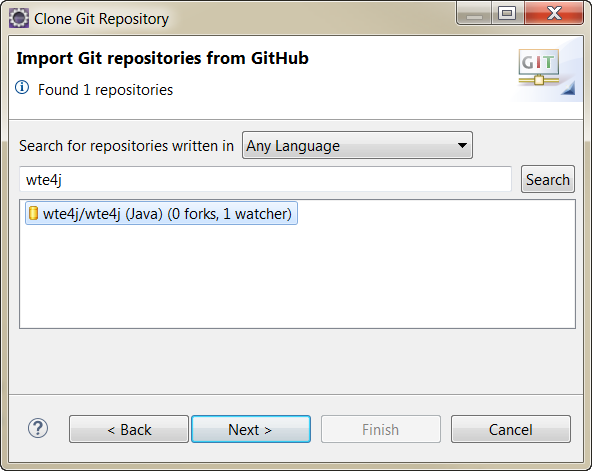 Clone Git Repository
Import Git repositories from GitHub
GIT
Found 1 repositories
Search for repositories written in Any Language
wte4j Search
wte4j/wte4j (Java) (0 forks, 1 watcher)
? < Back Next > Finish Cancel